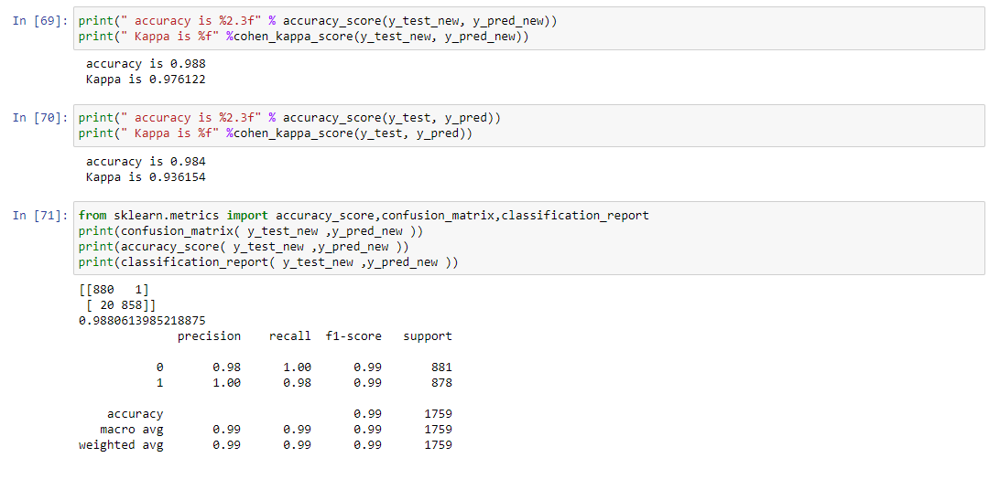 In [69]: print(" accuracy is %2.3f" % accuracy_score(y_test_new, y_pred_new))
print(" Kappa is %f" %cohen_kappa_score(y_test_new, y_pred_new))
accuracy is 0.988
Kappa is 0.976122
In [70]: print(" accuracy is %2.3f" % accuracy_score(y_test, y_pred))
print(" Kappa is %f" %cohen_kappa_score(y_test, y_pred))
accuracy is 0.984
Kappa is 0.936154
In [71]: from sklearn.metrics import accuracy_score,confusion_matrix,classification_report
print(confusion_matrix( y_test_new ,y_pred_new ))
print(accuracy_score( y_test_new ,y_pred_new ))
print(classification_report( y_test_new ,y_pred_new ))
[[880   1]
 [ 20 858]]
0.9880613985218875
              precision    recall  f1-score   support
           0       0.98      1.00      0.99       881
           1       1.00      0.98      0.99       878
    accuracy                           0.99      1759
   macro avg       0.99      0.99      0.99      1759
weighted avg       0.99      0.99      0.99      1759